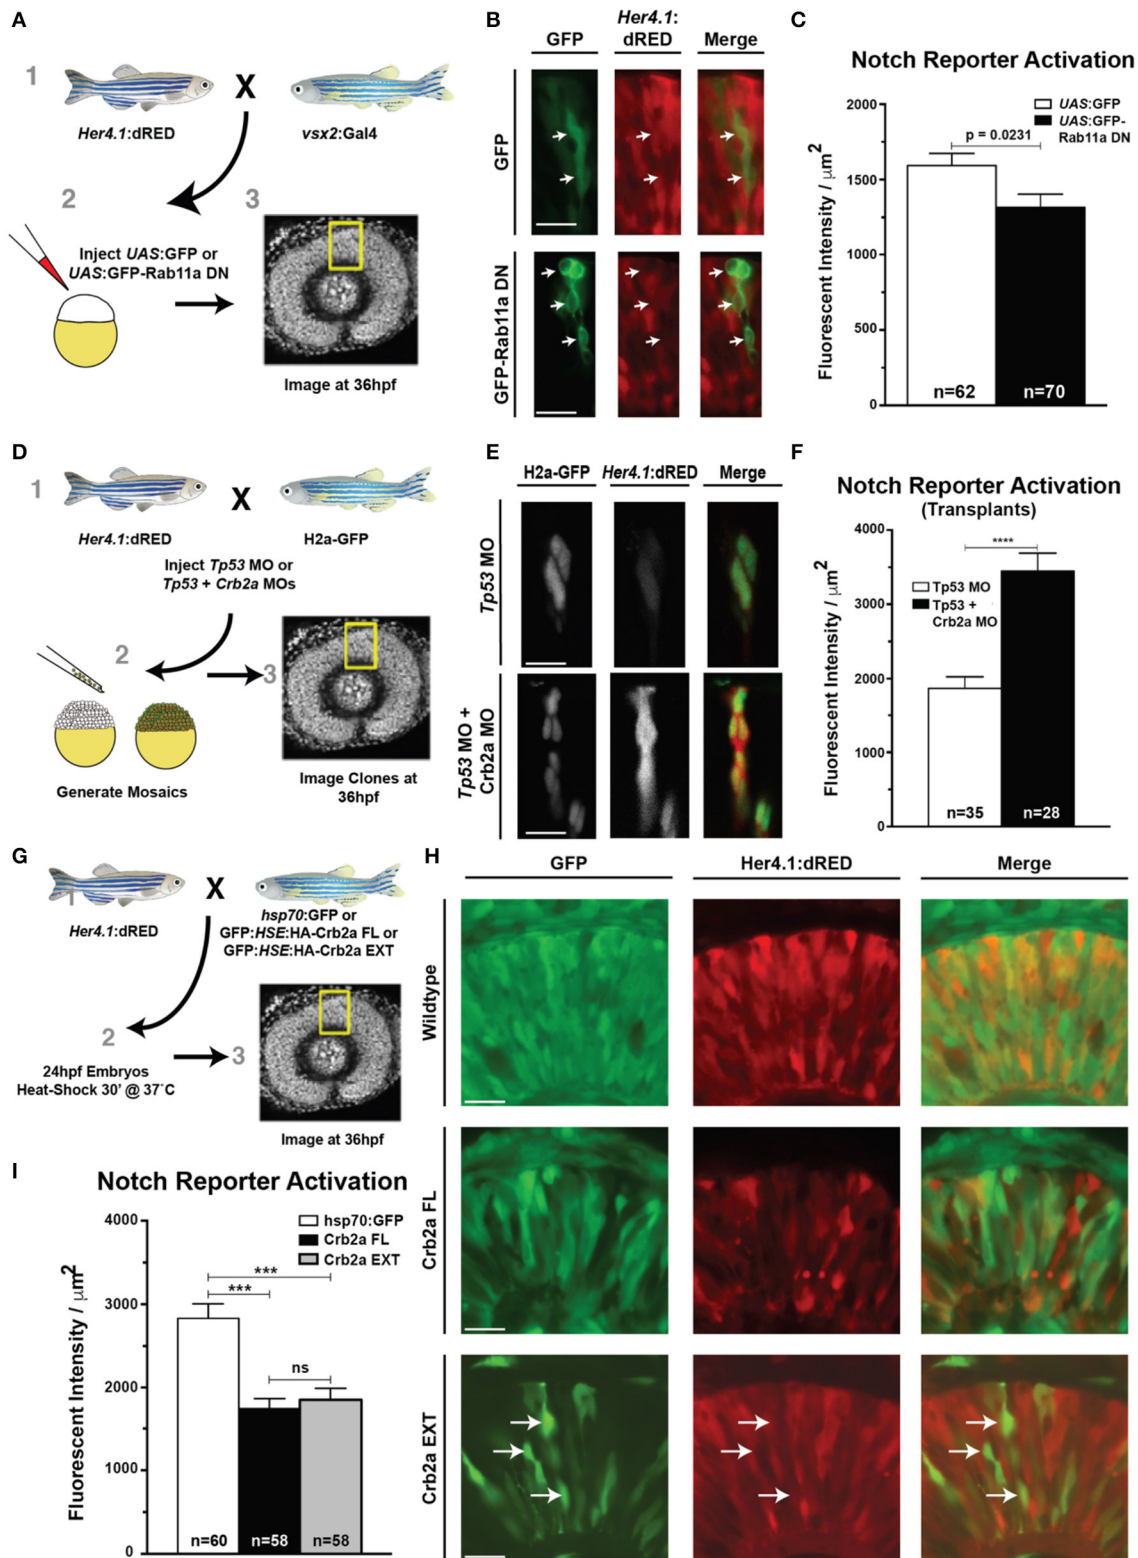 A
1
Her4.1:dRED
X
vsx2:Gal4
2
3
Inject UAS:GFP or
UAS:GFP-Rab11a DN
Image at 36hpf
B
GFP
Her4.1:
dRED
Merge
GFP
GFP-Rab11a DN
C
Notch Reporter Activation
Fluorescent Intensity / μm2
2000
1500
1000
500
0
UAS:GFP
UAS:GFP-
Rab11a DN
p = 0.0231
n=62
n=70
D
1
Her4.1:dRED
X
H2a-GFP
Inject Tp53 MO or
Tp53 + Crb2a MOs
2
3
Generate Mosaics
Image Clones at
36hpf
E
H2a-GFP
Her4.1:dRED
Merge
Tp53 MO
Tp53 MO +
Crb2a MO
F
Notch Reporter Activation
(Transplants)
Fluorescent Intensity / μm2
4000
3000
2000
1000
0
****
Tp53 MO
Tp53 +
Crb2a MO
n=35
n=28
G
1
Her4.1:dRED
X
hsp70:GFP or
GFP:HSE:HA-Crb2a FL or
GFP:HSE:HA-Crb2a EXT
2
3
24hpf Embryos
Heat-Shock 30' @ 37˚C
Image at 36hpf
H
GFP
Her4.1:dRED
Merge
Wildtype
Crb2a FL
Crb2a EXT
I
Notch Reporter Activation
Fluorescent Intensity / μm2
4000
3000
2000
1000
0
hsp70:GFP
Crb2a FL
Crb2a EXT
***
***
ns
n=60
n=58
n=58